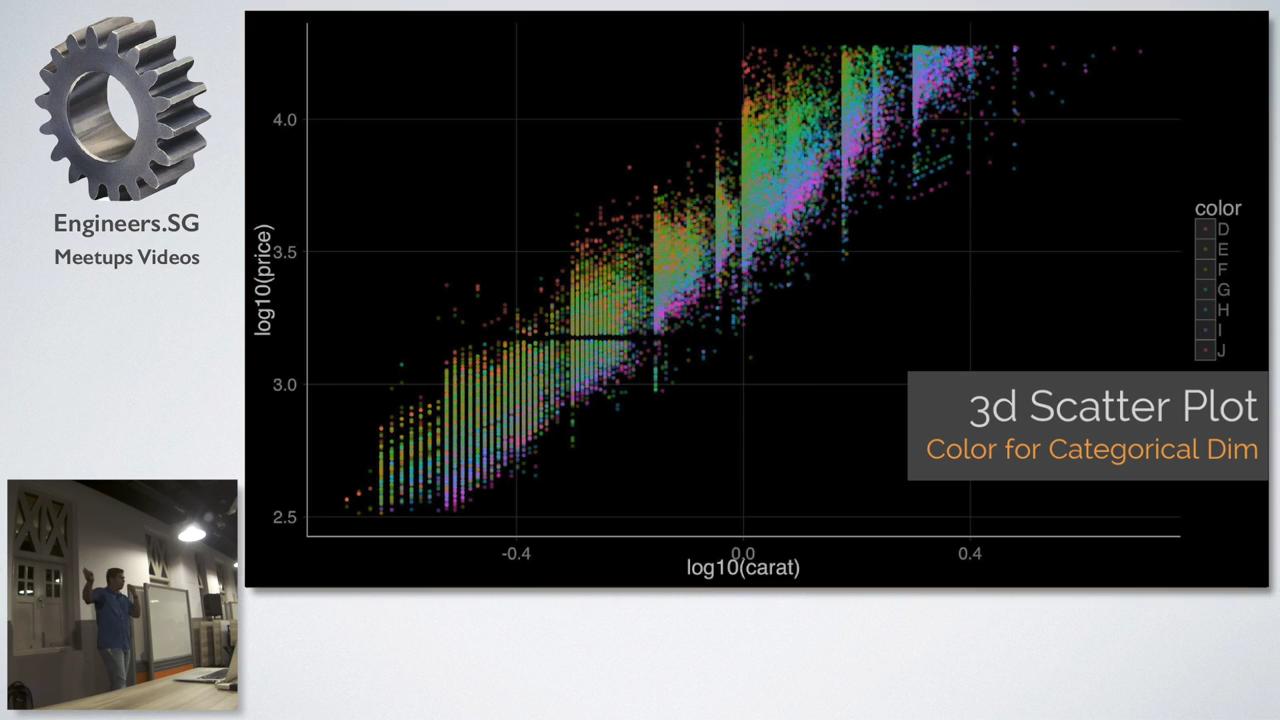 Engineers.SG
Meetups Videos
4.0
3.5
3.0
2.5
log10(price)
-0.4
0.0
0.4
log10(carat)
color
D
E
F
G
H
I
J
3d Scatter Plot
Color for Categorical Dim